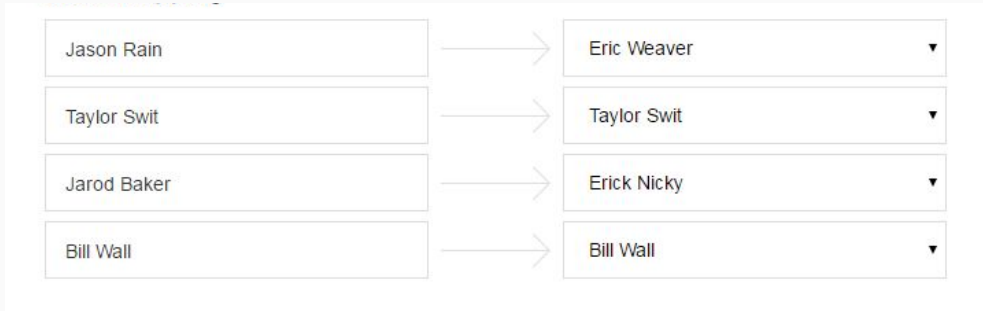 Jason Rain Eric Weaver
Taylor Swit Taylor Swit
Jarod Baker Erick Nicky
Bill Wall Bill Wall